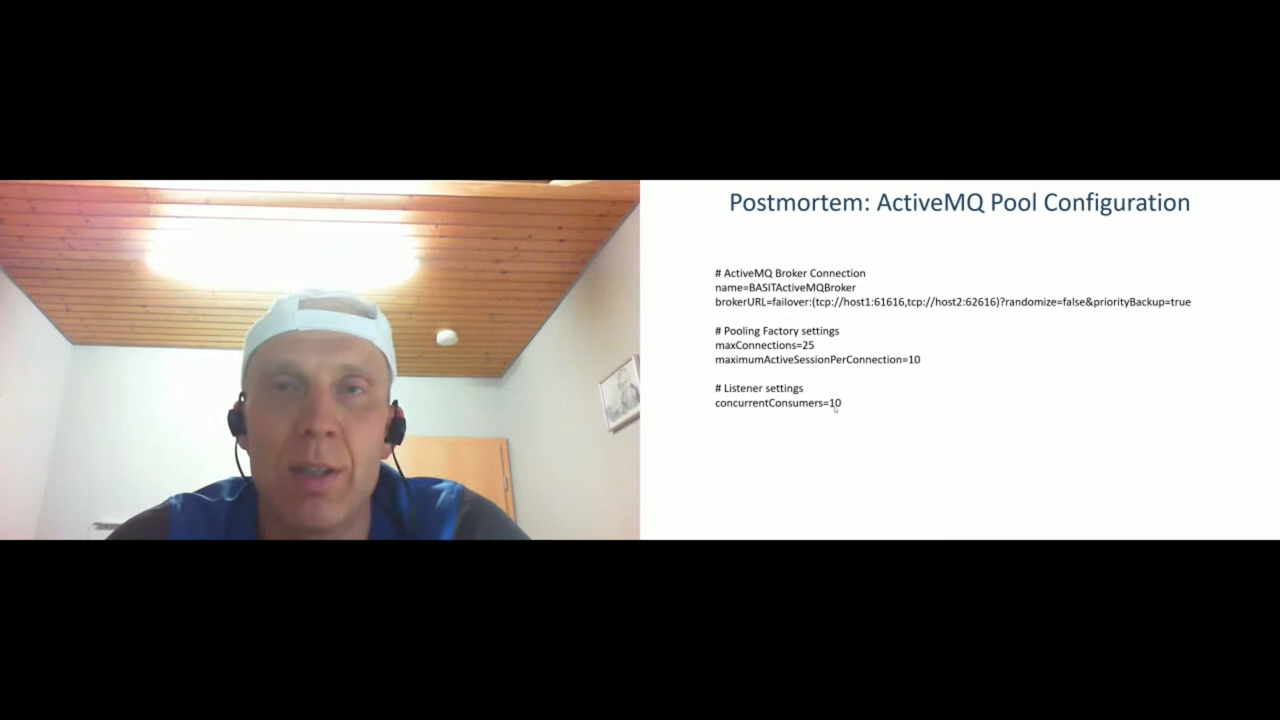 Postmortem: ActiveMQ Pool Configuration
# ActiveMQ Broker Connection
name=BASITActiveMQBroker
brokerURL=failover:(tcp://host1:61616,tcp://host2:62616)?randomize=false&priorityBackup=true
# Pooling Factory settings
maxConnections=25
maximumActiveSessionPerConnection=10
# Listener settings
concurrentConsumers=10